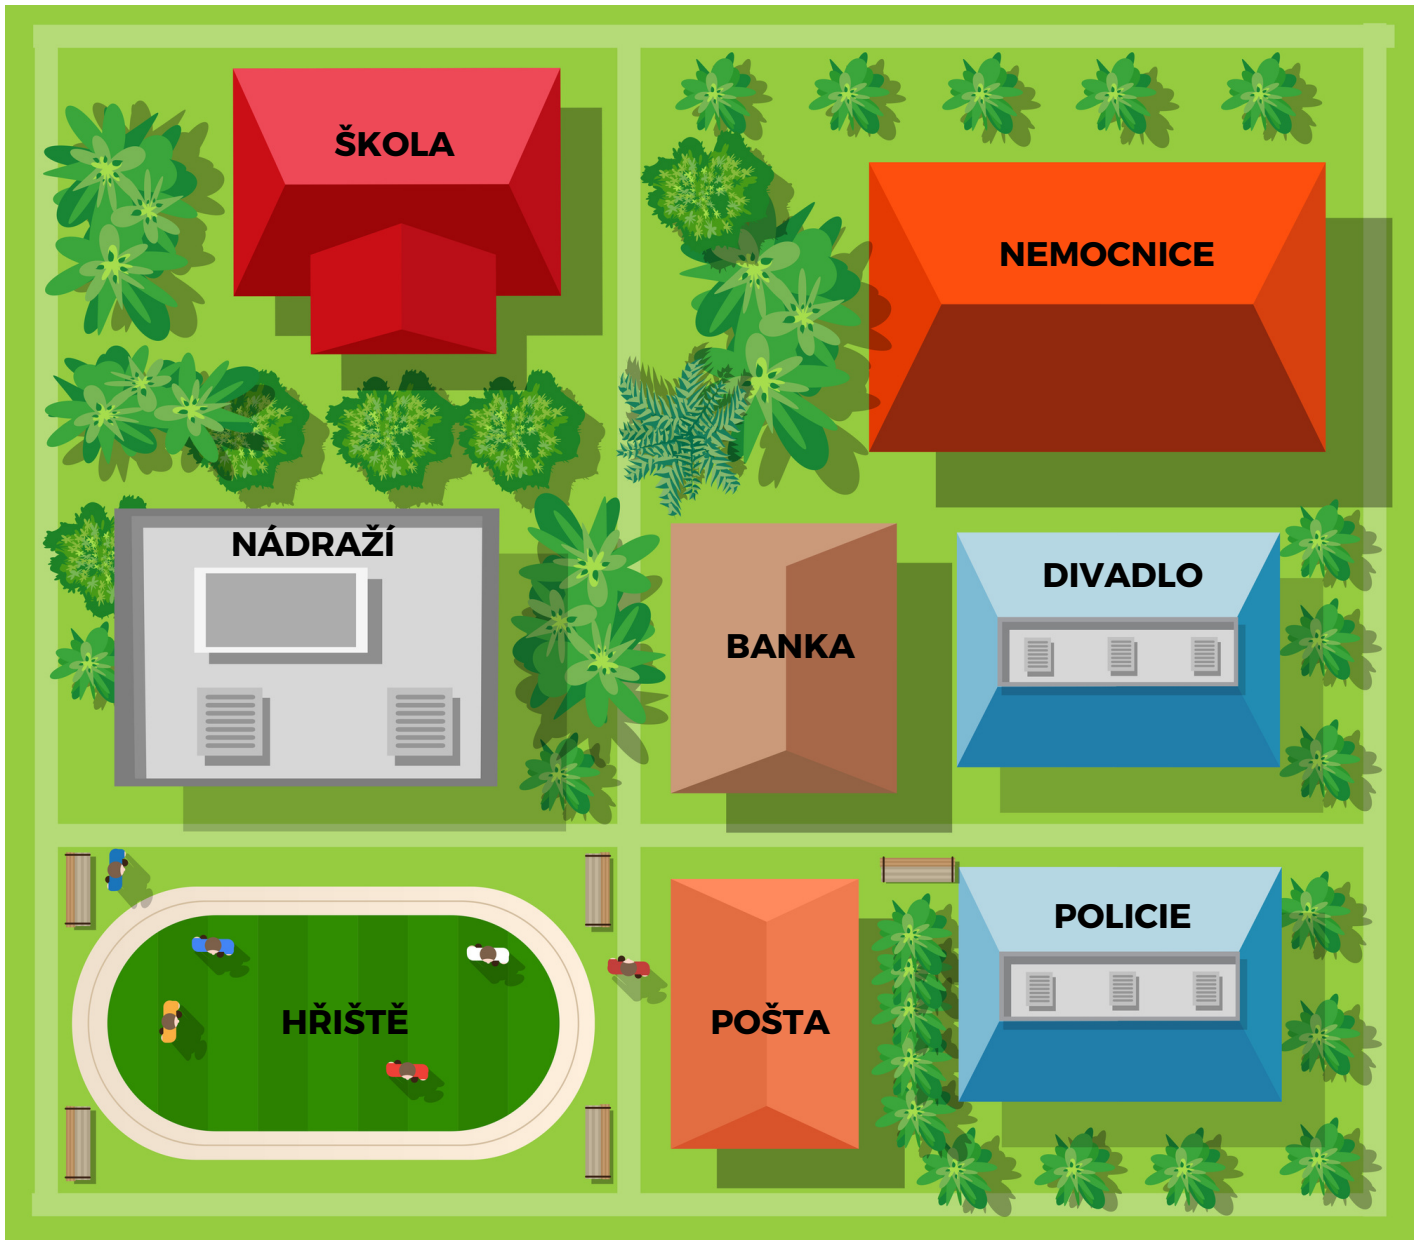 ŠKOLA
NEMOCNICE
NÁDRAŽÍ
BANKA
DIVADLO
HŘIŠTĚ
POŠTA
POLICIE